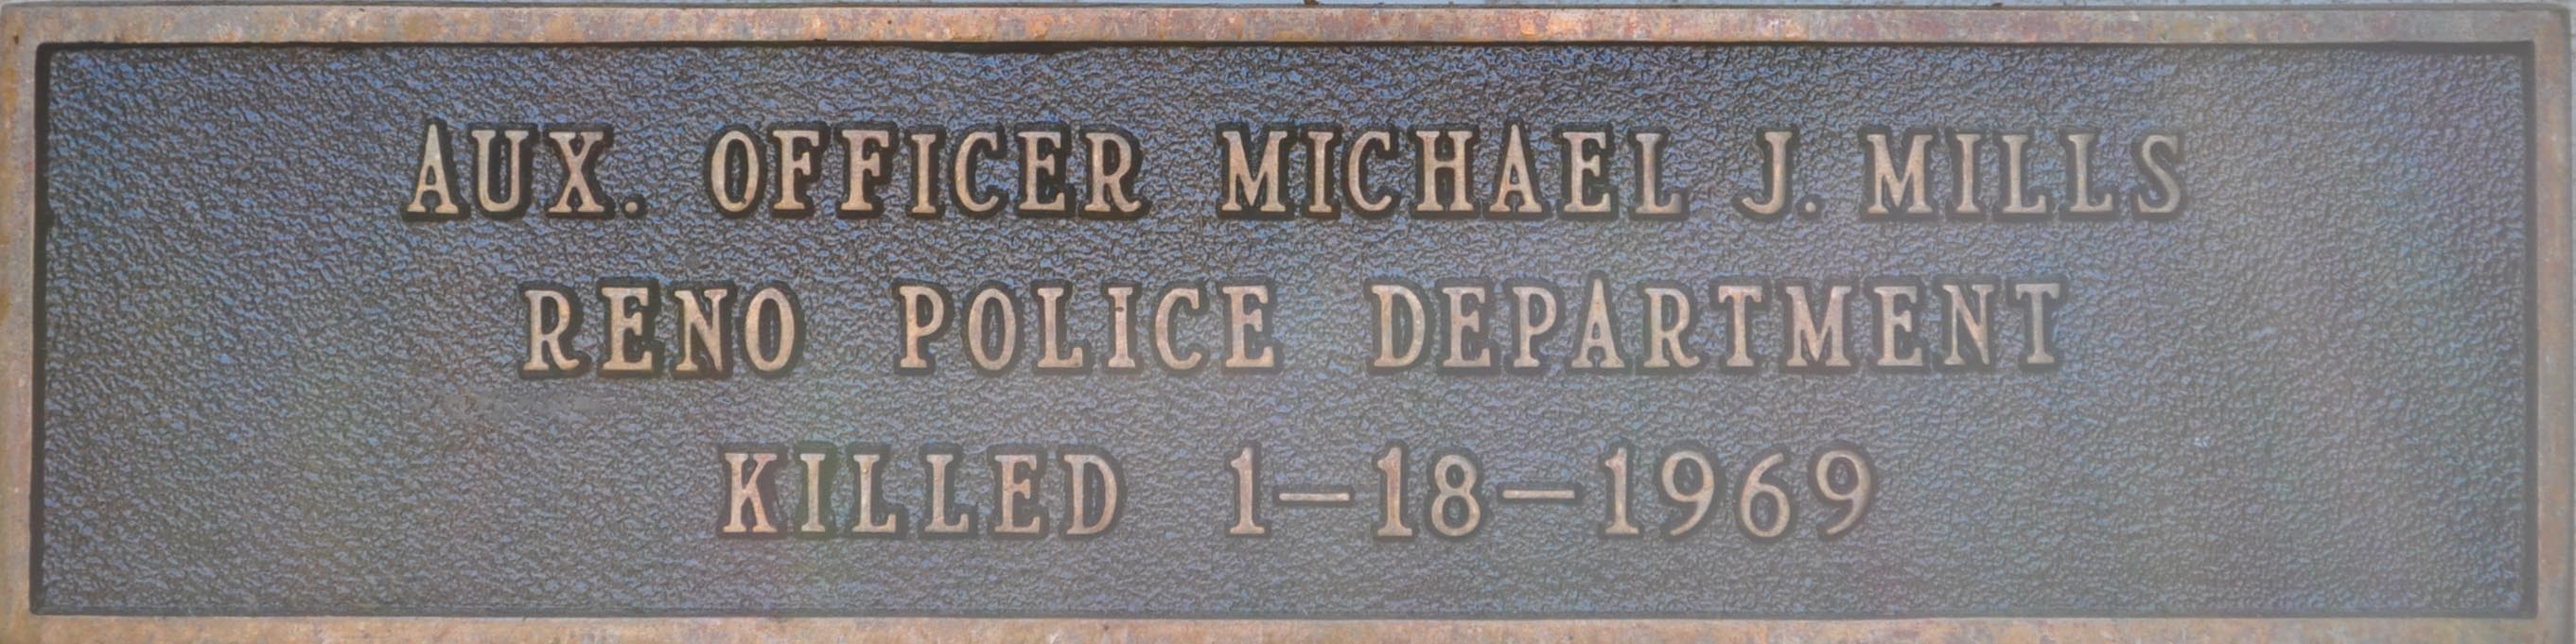 AUX. OFFICER MICHAEL J. MILLS
RENO POLICE DEPARTMENT
KILLED 1-18-1969